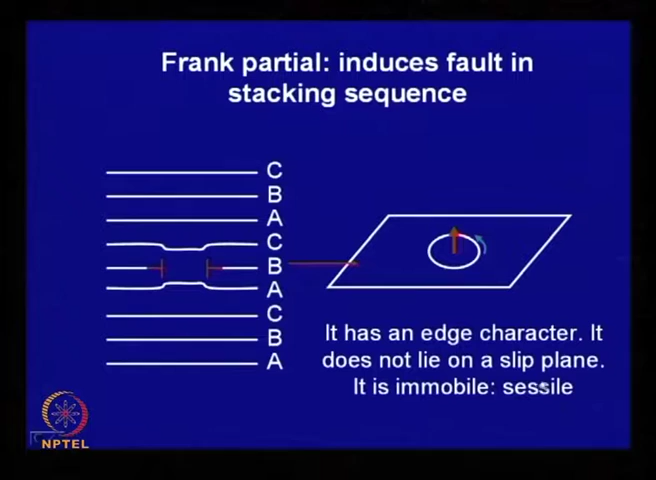 Frank partial: induces fault in
stacking sequence
C
B
A
C
B
A
C
B
A
It has an edge character. It
does not lie on a slip plane.
It is immobile: sessile
NPTEL